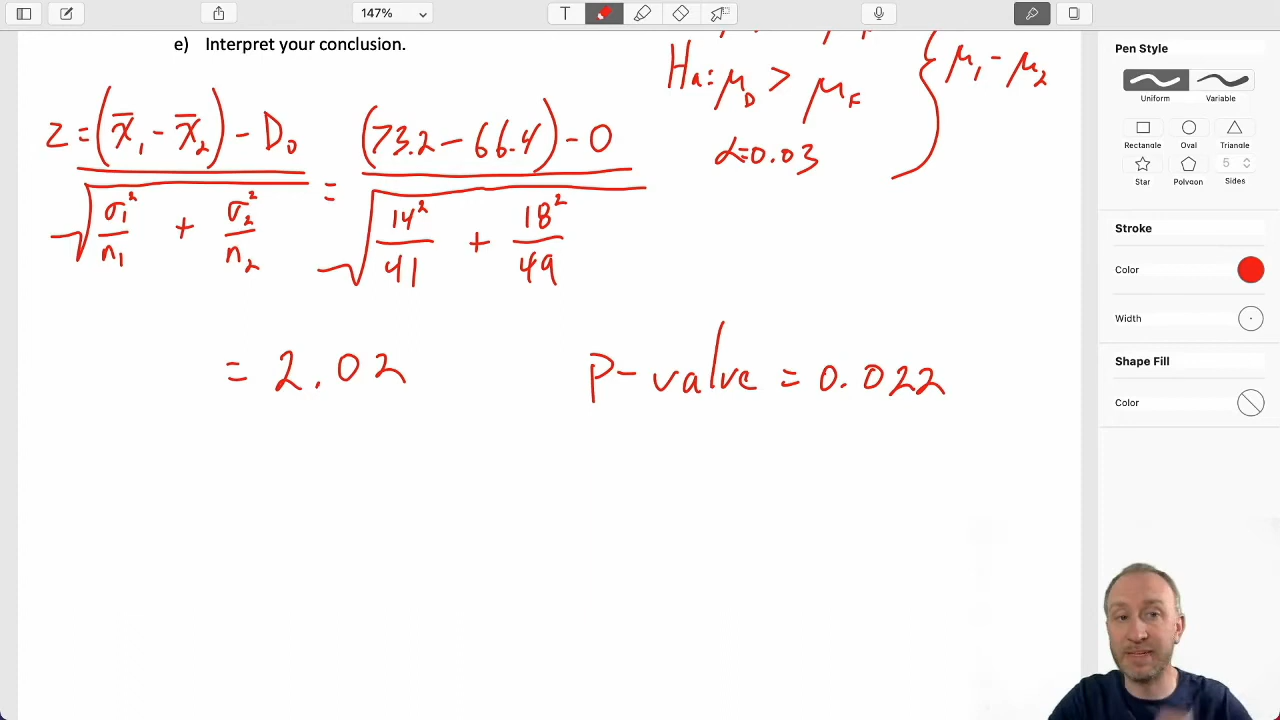 147%
T
e) Interpret your conclusion.
Ha: μD > μF
α=0.03
μ₁ - μ₂
z = (x̄₁ - x̄₂) - D₀ = (73.2 - 66.4) - 0
σ₁² + σ₂²
n₁ n₂
14² + 18²
41 49
= 2.02
P-value = 0.022
Pen Style
Uniform Variable
Rectangle Oval Triangle
5
Star Polygon Sides
Stroke
Color
Width
Shape Fill
Color